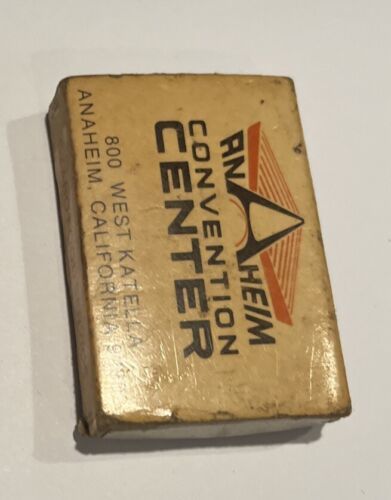 ANAHEIM
CONVENTION
CENTER
800 WEST KATELLA
ANAHEIM, CALIFORNIA